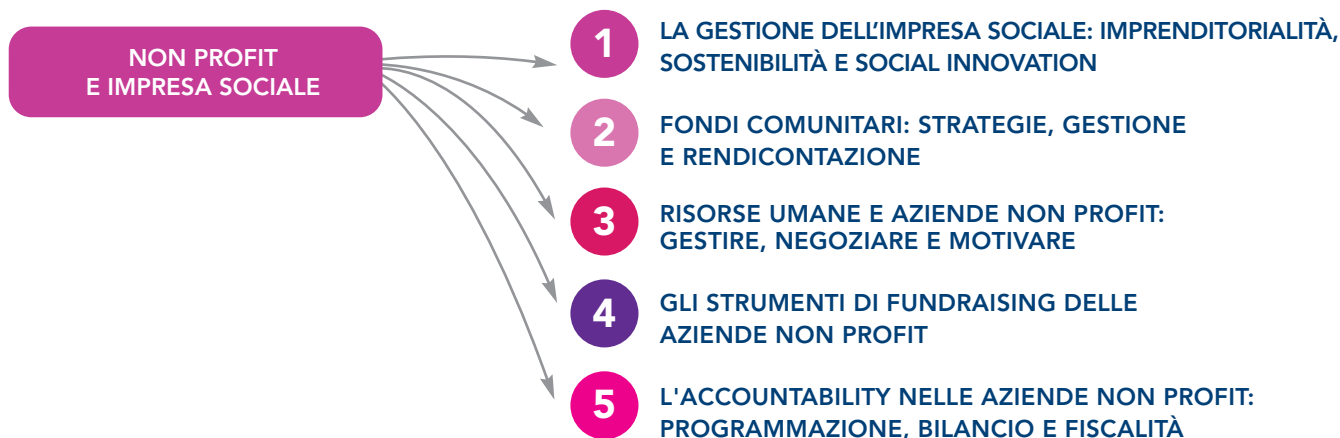 NON PROFIT
E IMPRESA SOCIALE
1
LA GESTIONE DELL'IMPRESA SOCIALE: IMPRENDITORIALITÀ,
SOSTENIBILITÀ E SOCIAL INNOVATION
2
FONDI COMUNITARI: STRATEGIE, GESTIONE
E RENDICONTAZIONE
3
RISORSE UMANE E AZIENDE NON PROFIT:
GESTIRE, NEGOZIARE E MOTIVARE
4
GLI STRUMENTI DI FUNDRAISING DELLE
AZIENDE NON PROFIT
5
L'ACCOUNTABILITY NELLE AZIENDE NON PROFIT:
PROGRAMMAZIONE, BILANCIO E FISCALITÀ